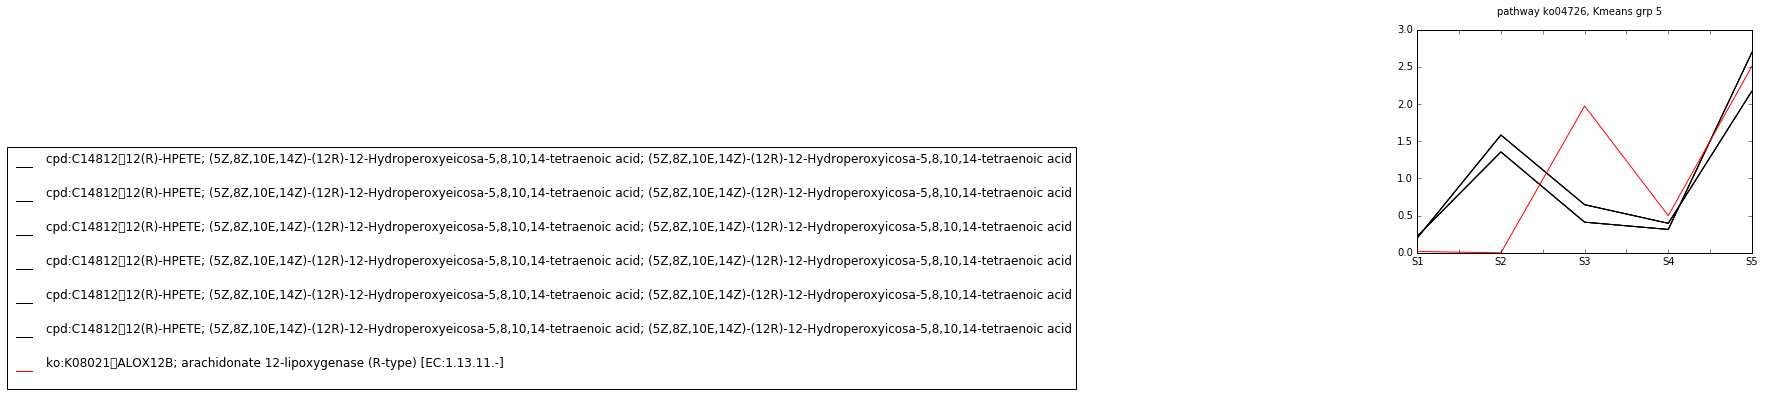 pathway ko04726, Kmeans grp 5
3.0
2.5
2.0
1.5
1.0
0.5
0.0
S1 S2 S3 S4 S5
cpd:C14812▯12(R)-HPETE; (5Z,8Z,10E,14Z)-(12R)-12-Hydroperoxyeicosa-5,8,10,14-tetraenoic acid; (5Z,8Z,10E,14Z)-(12R)-12-Hydroperoxyicosa-5,8,10,14-tetraenoic acid
cpd:C14812▯12(R)-HPETE; (5Z,8Z,10E,14Z)-(12R)-12-Hydroperoxyeicosa-5,8,10,14-tetraenoic acid; (5Z,8Z,10E,14Z)-(12R)-12-Hydroperoxyicosa-5,8,10,14-tetraenoic acid
cpd:C14812▯12(R)-HPETE; (5Z,8Z,10E,14Z)-(12R)-12-Hydroperoxyeicosa-5,8,10,14-tetraenoic acid; (5Z,8Z,10E,14Z)-(12R)-12-Hydroperoxyicosa-5,8,10,14-tetraenoic acid
cpd:C14812▯12(R)-HPETE; (5Z,8Z,10E,14Z)-(12R)-12-Hydroperoxyeicosa-5,8,10,14-tetraenoic acid; (5Z,8Z,10E,14Z)-(12R)-12-Hydroperoxyicosa-5,8,10,14-tetraenoic acid
cpd:C14812▯12(R)-HPETE; (5Z,8Z,10E,14Z)-(12R)-12-Hydroperoxyeicosa-5,8,10,14-tetraenoic acid; (5Z,8Z,10E,14Z)-(12R)-12-Hydroperoxyicosa-5,8,10,14-tetraenoic acid
cpd:C14812▯12(R)-HPETE; (5Z,8Z,10E,14Z)-(12R)-12-Hydroperoxyeicosa-5,8,10,14-tetraenoic acid; (5Z,8Z,10E,14Z)-(12R)-12-Hydroperoxyicosa-5,8,10,14-tetraenoic acid
ko:K08021▯ALOX12B; arachidonate 12-lipoxygenase (R-type) [EC:1.13.11.-]